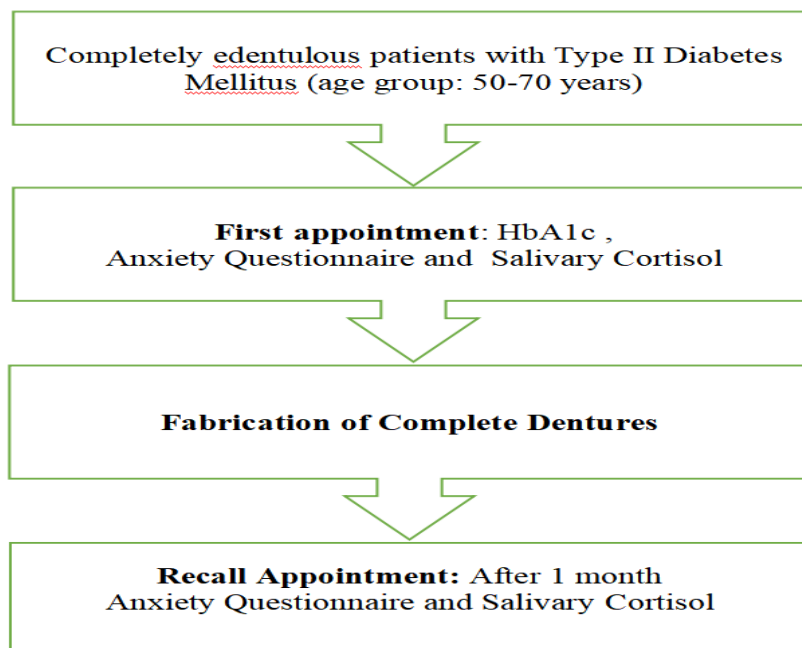 Completely edentulous patients with Type II Diabetes
Mellitus (age group: 50-70 years)
First appointment: HbA1c ,
Anxiety Questionnaire and Salivary Cortisol
Fabrication of Complete Dentures
Recall Appointment: After 1 month
Anxiety Questionnaire and Salivary Cortisol